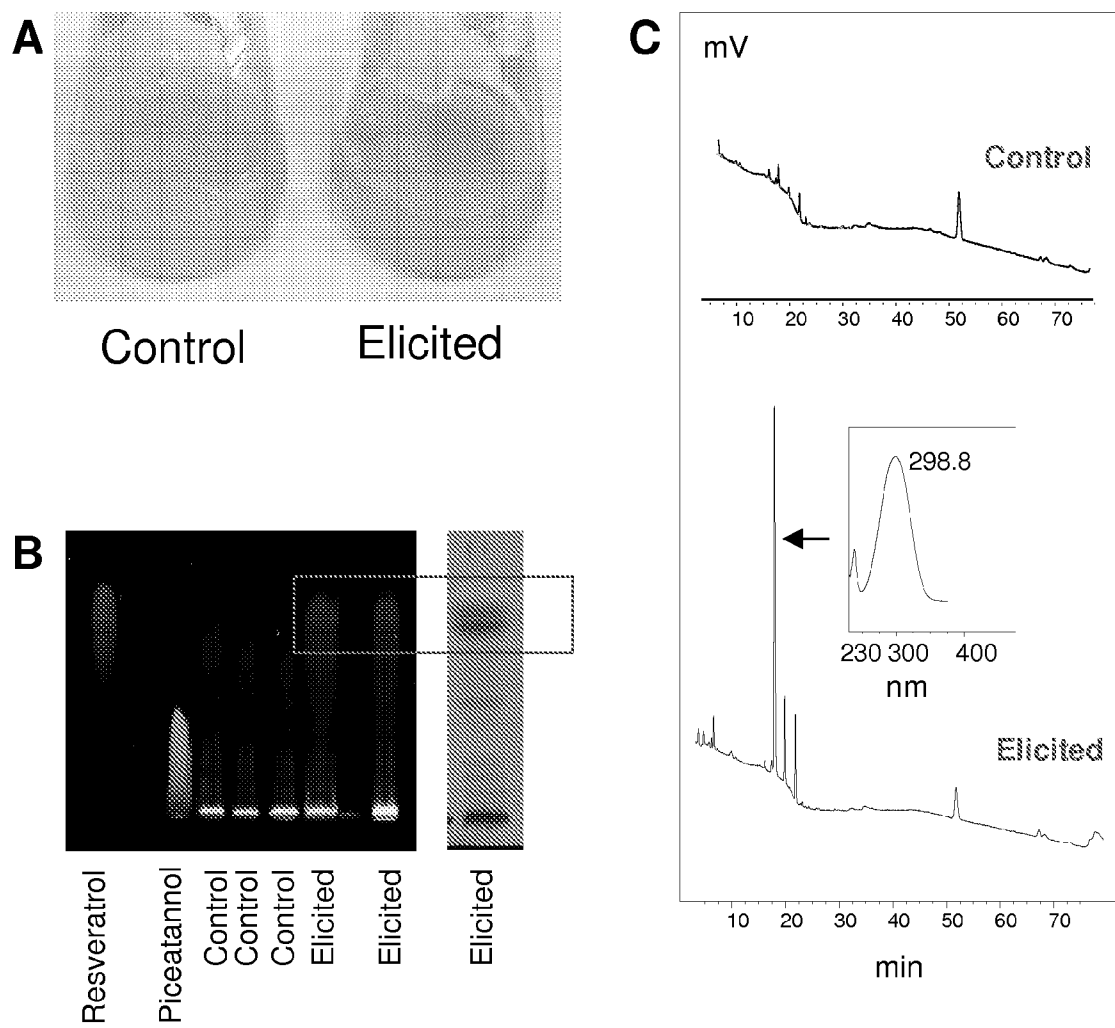 A
Control
Elicited
B
Resveratrol
Piceatannol
Control
Control
Control
Elicited
Elicited
Elicited
C
mV
Control
10 20 30 40 50 60 70
298.8
230 300 400
nm
Elicited
10 20 30 40 50 60 70
min